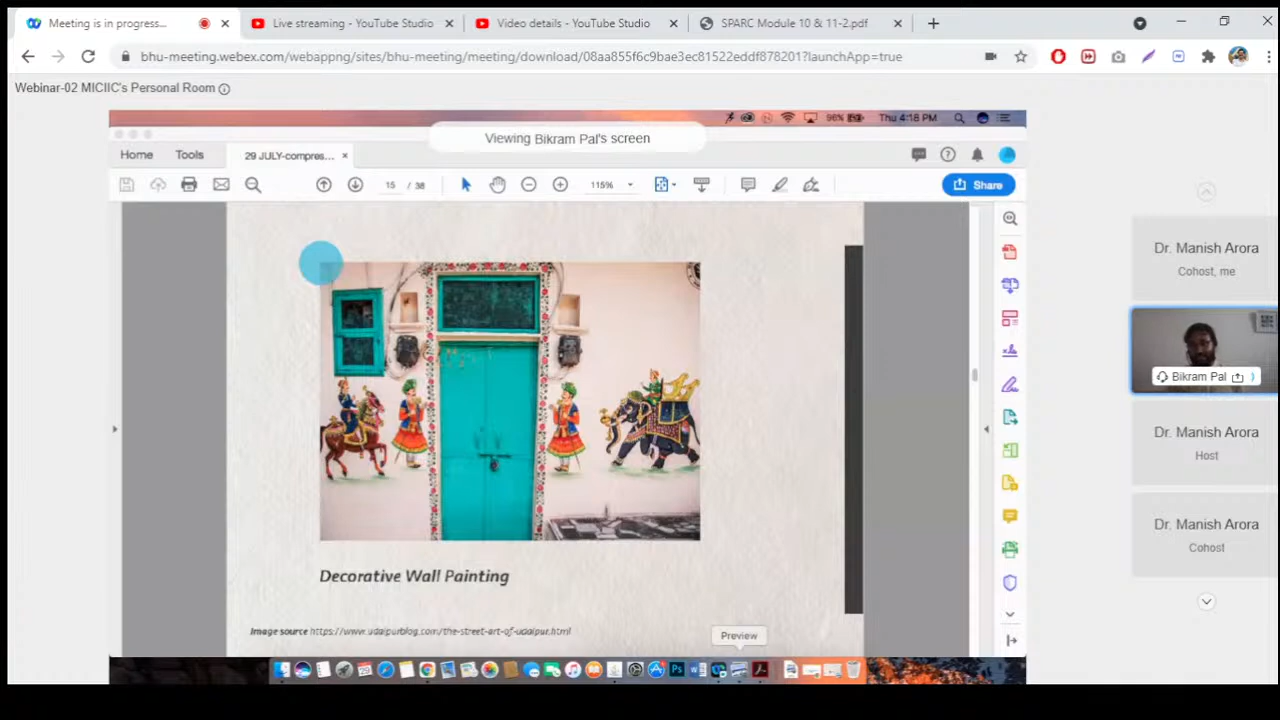 Meeting is in progress...
Live streaming - YouTube Studio
Video details - YouTube Studio
SPARC Module 10 & 11-2.pdf
bhu-meeting.webex.com/webappng/sites/bhu-meeting/meeting/download/08aa855f6c9bae3ec81522eddf878201?launchApp=true
Webinar-02 MICIIC's Personal Room
98%
Thu 4:18 PM
Viewing Bikram Pal's screen
Home
Tools
29 JULY-compres...
15 / 38
115%
Share
Decorative Wall Painting
Image source https://www.udaipurblog.com/the-street-art-of-udaipur.html
Preview
Dr. Manish Arora
Cohost, me
Bikram Pal
Dr. Manish Arora
Host
Dr. Manish Arora
Cohost